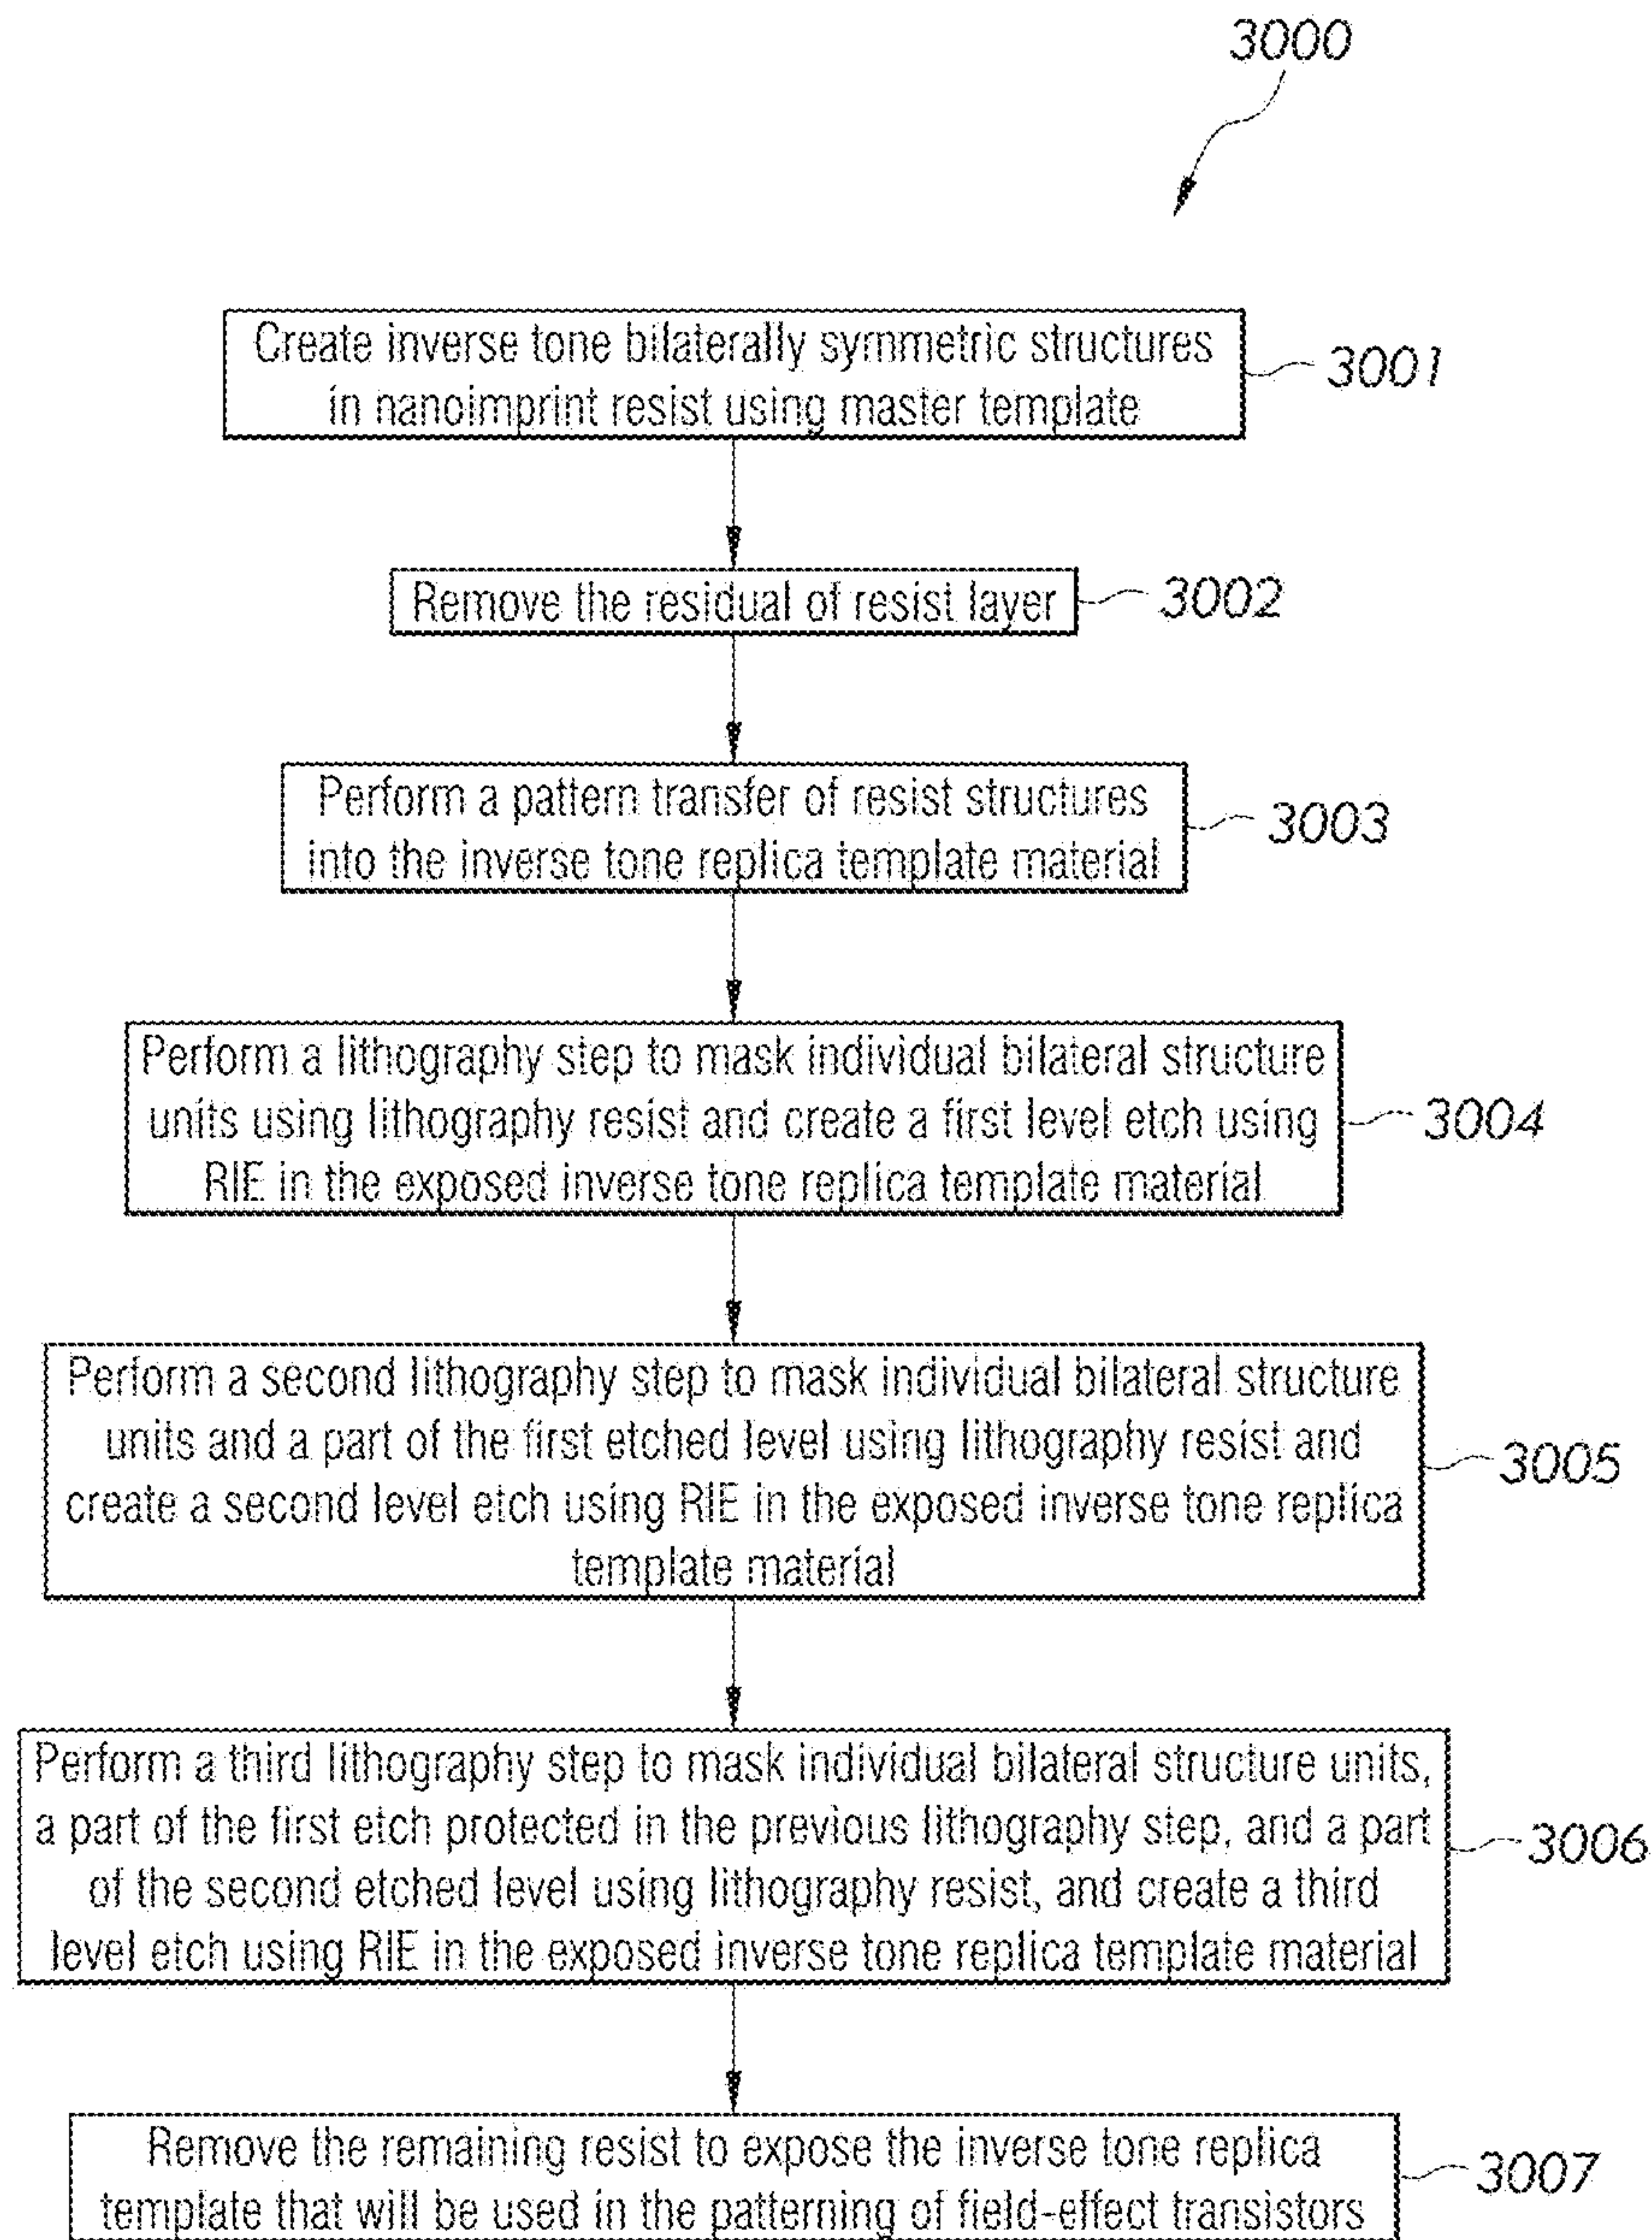 3000
Create inverse tone bilaterally symmetric structures
in nanoimprint resist using master template
3001
Remove the residual of resist layer
3002
Perform a pattern transfer of resist structures
into the inverse tone replica template material
3003
Perform a lithography step to mask individual bilateral structure
units using lithography resist and create a first level etch using
RIE in the exposed inverse tone replica template material
3004
Perform a second lithography step to mask individual bilateral structure
units and a part of the first etched level using lithography resist and
create a second level etch using RIE in the exposed inverse tone replica
template material
3005
Perform a third lithography step to mask individual bilateral structure units,
a part of the first etch protected in the previous lithography step, and a part
of the second etched level using lithography resist, and create a third
level etch using RIE in the exposed inverse tone replica template material
3006
Remove the remaining resist to expose the inverse tone replica
template that will be used in the patterning of field-effect transistors
3007